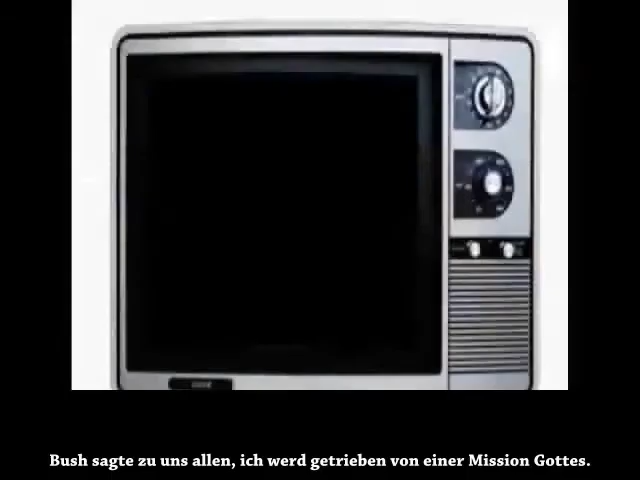 Bush sagte zu uns allen, ich werd getrieben von einer Mission Gottes.